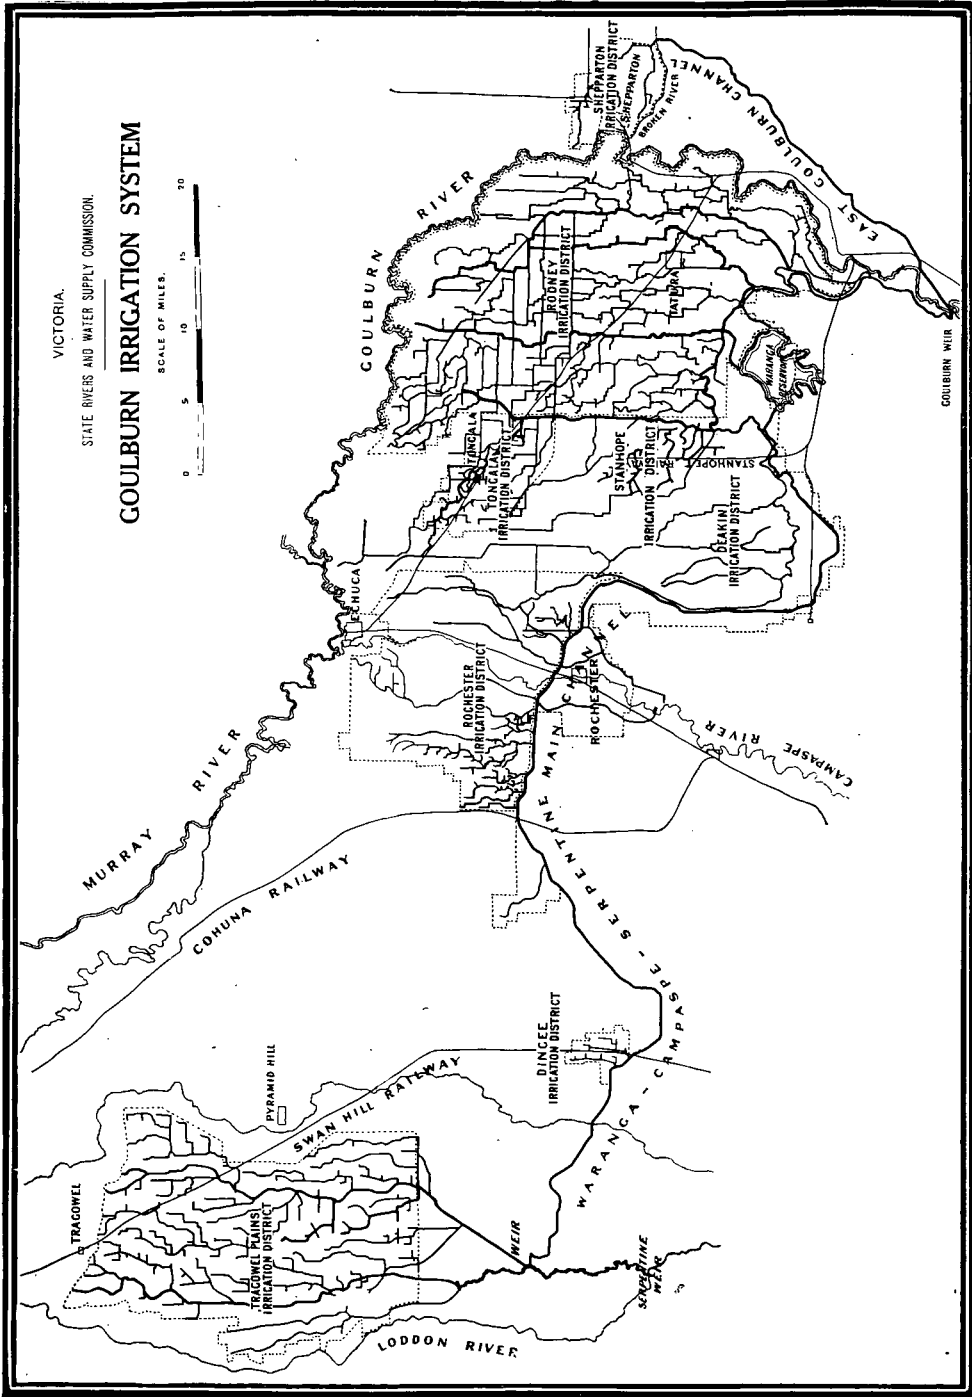 VICTORIA.
STATE RIVERS AND WATER SUPPLY COMMISSION.
GOULBURN IRRIGATION SYSTEM
SCALE OF MILES.
0 5 10 15 20
LODDON RIVER
TRAGOWEL
TRAGOWEL PLAINS
IRRIGATION DISTRICT
PYRAMID HILL
SWAN HILL RAILWAY
WEIR
SERPENTINE
WEIR
DINGEE
IRRIGATION DISTRICT
WARANGA - CAMPASPE - SERPENTINE MAIN CHANNEL
COHUNA RAILWAY
MURRAY RIVER
ROCHESTER
IRRIGATION DISTRICT
ROCHESTER
CAMPASPE RIVER
ECHUCA
DEAKIN
IRRIGATION DISTRICT
TONGALA
TONGALA
IRRIGATION DISTRICT
STANHOPE
IRRIGATION DISTRICT
STANHOPE
GOULBURN RIVER
RODNEY
IRRIGATION DISTRICT
TATURA
WARANGA
RESERVOIR
GOULBURN WEIR
EAST GOULBURN CHANNEL
SHEPPARTON
IRRIGATION DISTRICT
SHEPPARTON
BROKEN RIVER